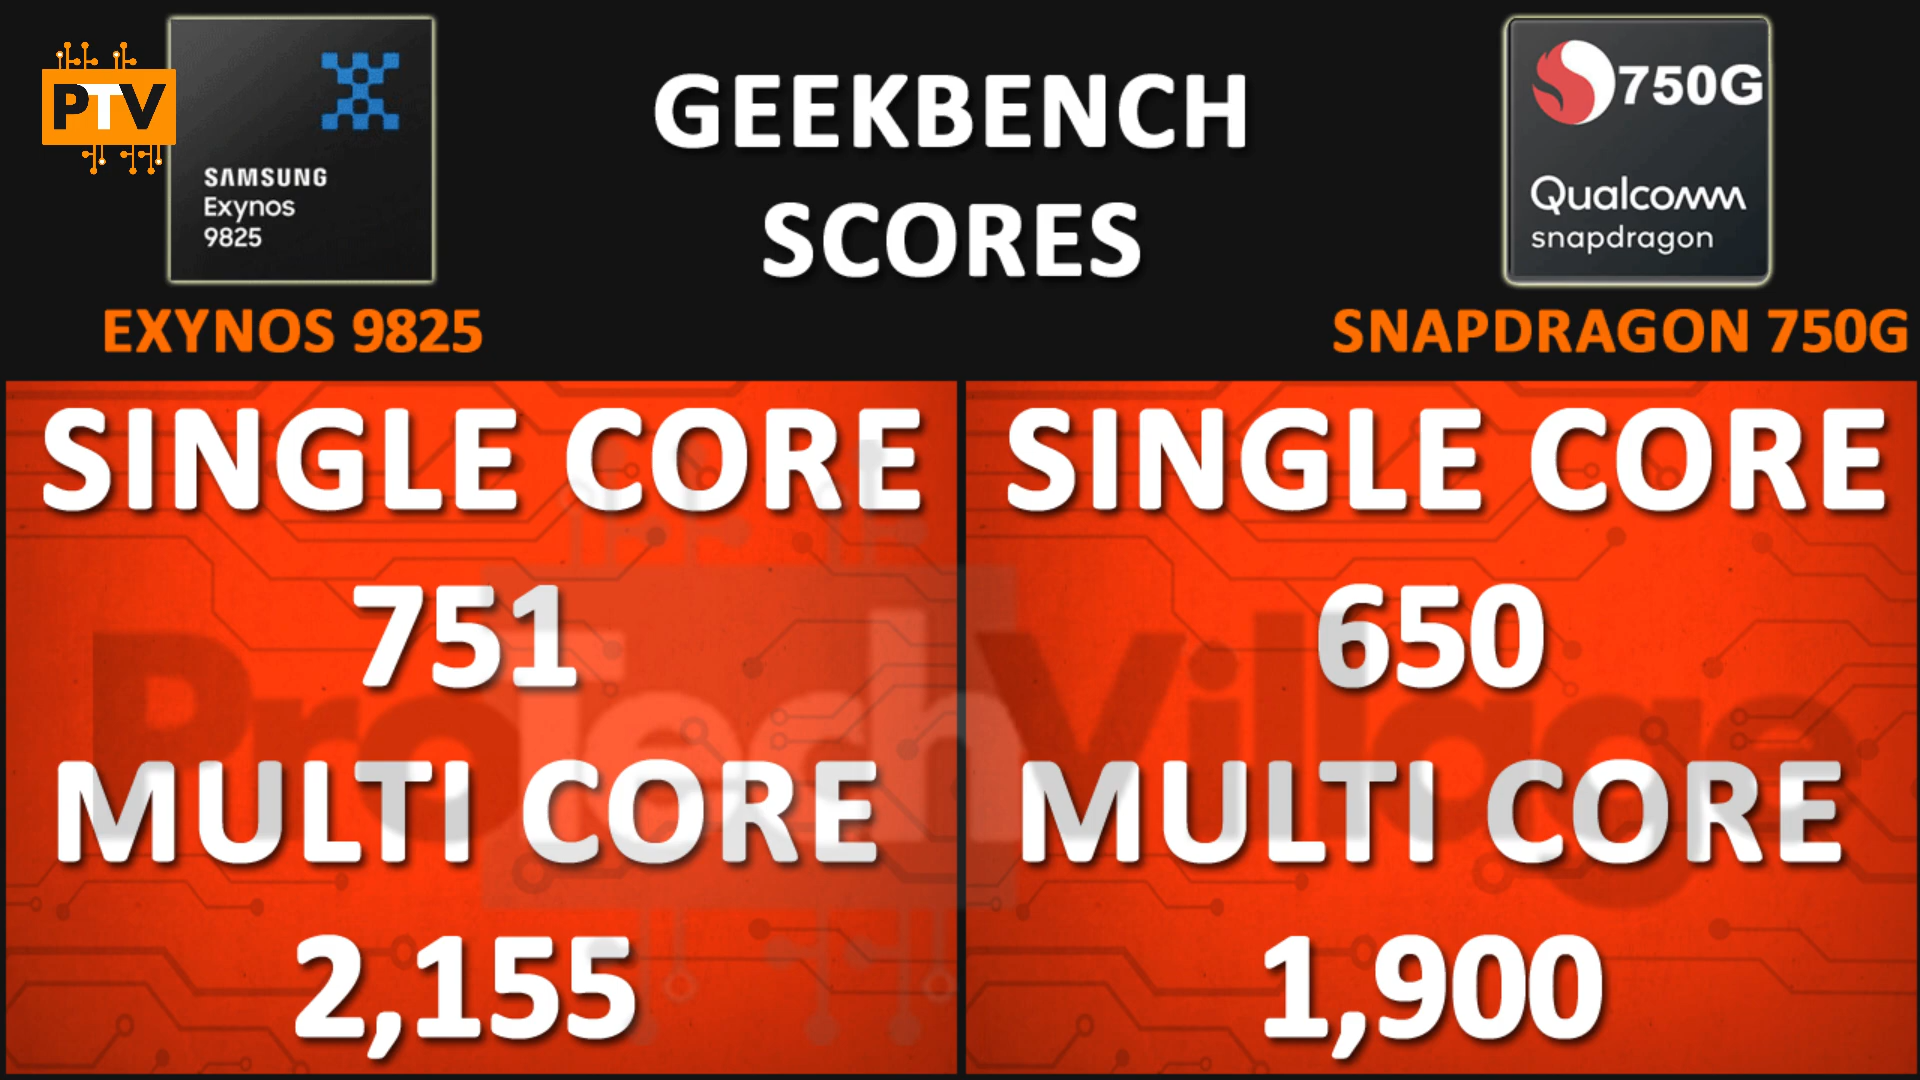 PTV
SAMSUNG
Exynos
9825
GEEKBENCH
SCORES
750G
Qualcomm
snapdragon
EXYNOS 9825
SNAPDRAGON 750G
SINGLE CORE
751
MULTI CORE
2,155
SINGLE CORE
650
MULTI CORE
1,900
ProTechVillage